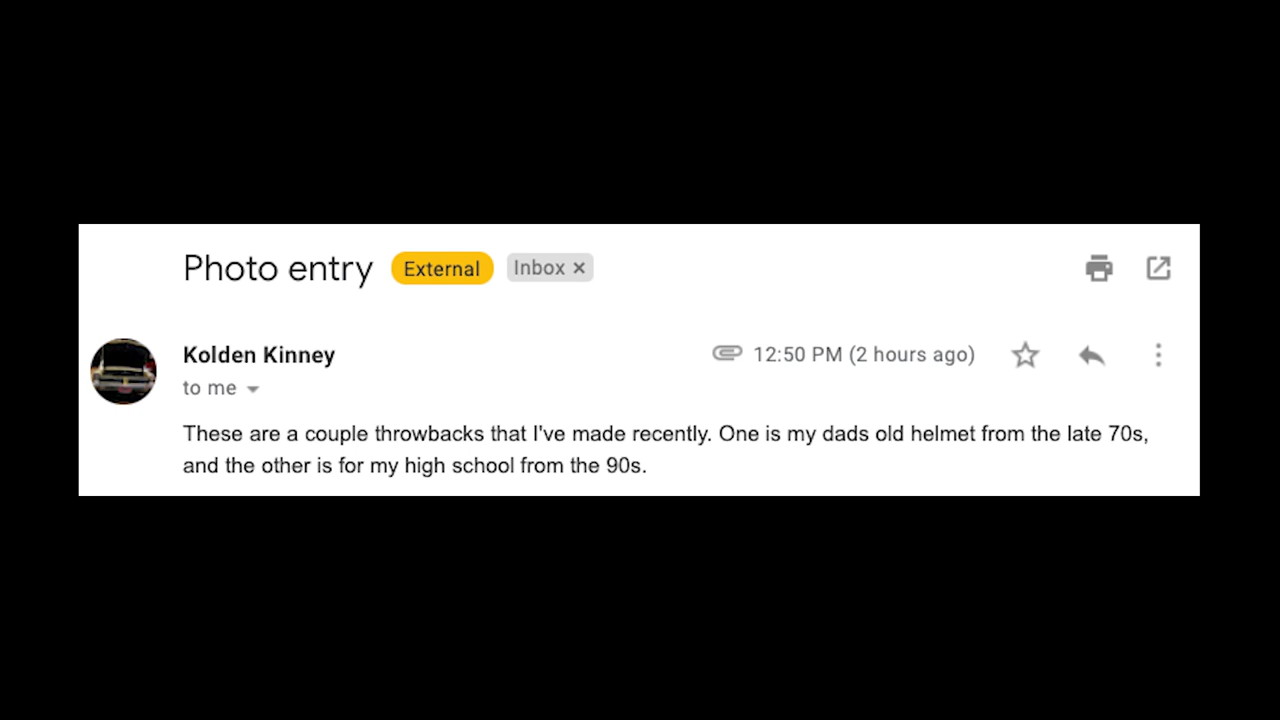 Photo entry External Inbox ×
Kolden Kinney 12:50 PM (2 hours ago)
to me
These are a couple throwbacks that I've made recently. One is my dads old helmet from the late 70s,
and the other is for my high school from the 90s.